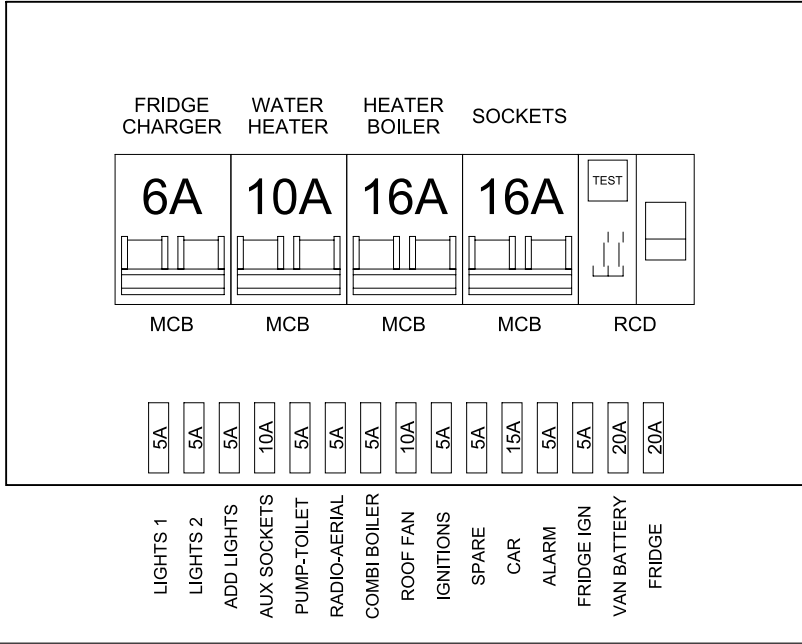 FRIDGE
CHARGER
WATER
HEATER
HEATER
BOILER
SOCKETS
6A
10A
16A
16A
TEST
MCB
MCB
MCB
MCB
RCD
5A
5A
5A
10A
5A
5A
5A
10A
5A
5A
15A
5A
5A
20A
20A
LIGHTS 1
LIGHTS 2
ADD LIGHTS
AUX SOCKETS
PUMP-TOILET
RADIO-AERIAL
COMBI BOILER
ROOF FAN
IGNITIONS
SPARE
CAR
ALARM
FRIDGE IGN
VAN BATTERY
FRIDGE